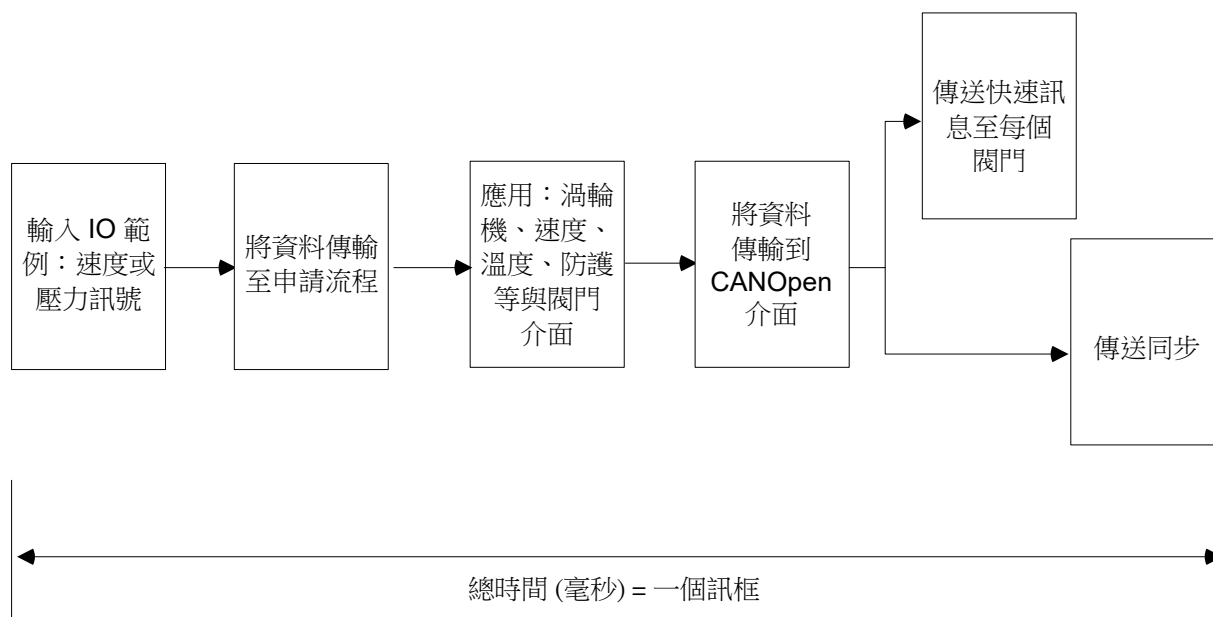 輸入 IO 範
例：速度或
壓力訊號
將資料傳輸
至申請流程
應用：渦輪
機、速度、
溫度、防護
等與閥門
介面
將資料
傳輸到
CANOpen
介面
傳送快速訊
息至每個
閥門
傳送同步
總時間 (毫秒) = 一個訊框